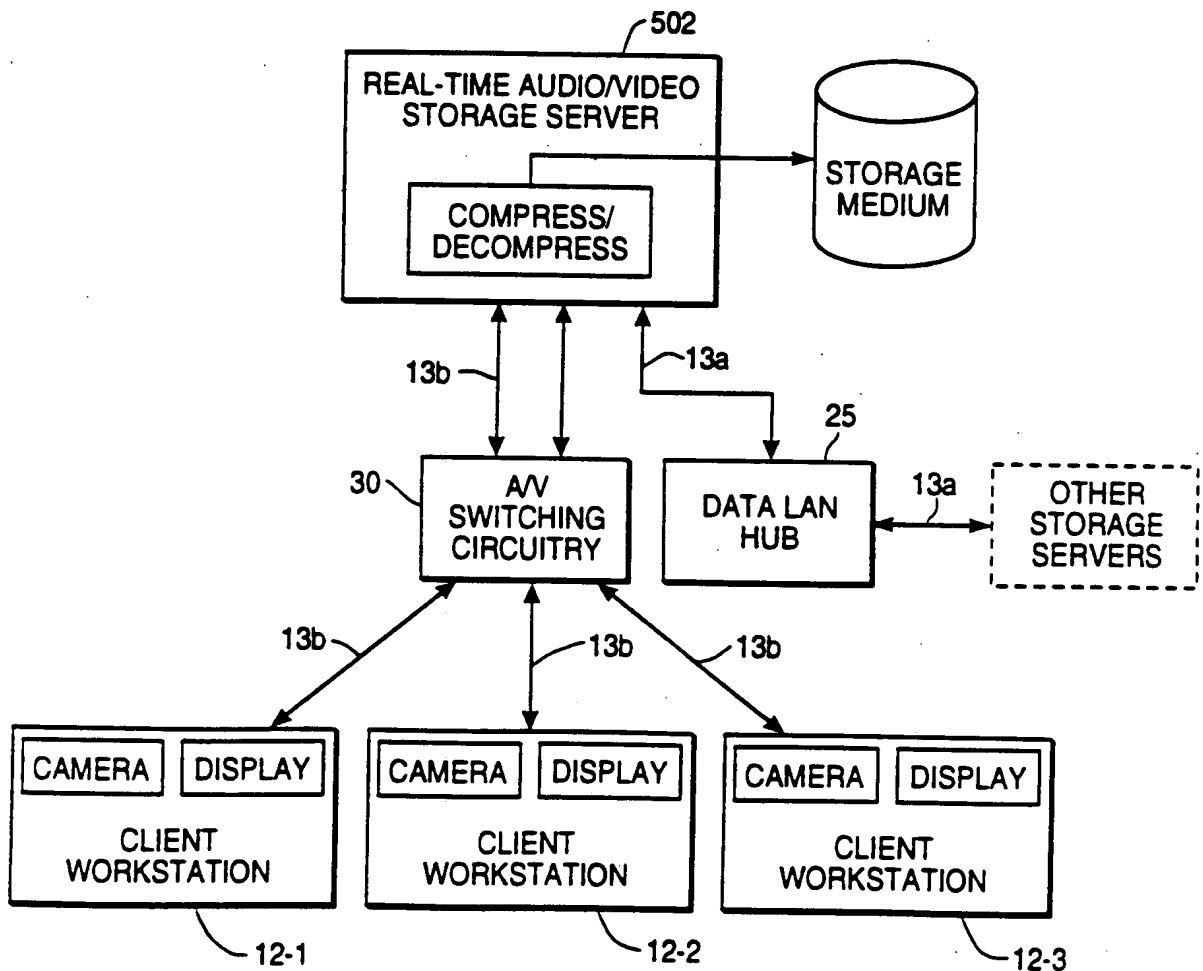 502
REAL-TIME AUDIO/VIDEO
STORAGE SERVER
COMPRESS/
DECOMPRESS
STORAGE
MEDIUM
13b
13a
25
30
A/V
SWITCHING
CIRCUITRY
DATA LAN
HUB
13a
OTHER
STORAGE
SERVERS
13b
13b
13b
CAMERA
DISPLAY
CLIENT
WORKSTATION
12-1
CAMERA
DISPLAY
CLIENT
WORKSTATION
12-2
CAMERA
DISPLAY
CLIENT
WORKSTATION
12-3